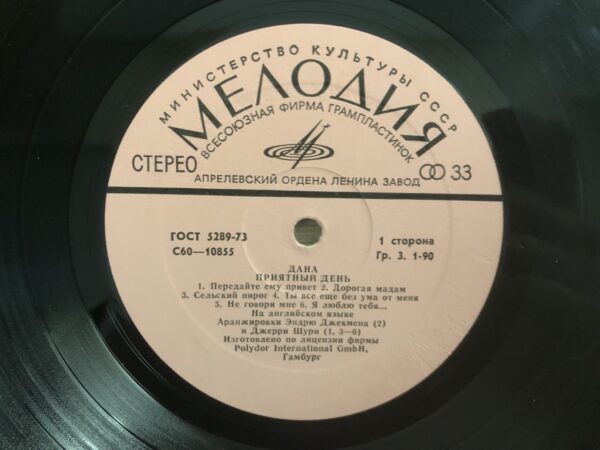 МИНИСТЕРСТВО КУЛЬТУРЫ СССР
МЕЛОДИЯ
ВСЕСОЮЗНАЯ ФИРМА ГРАМПЛАСТИНОК
СТЕРЕО
33
АПРЕЛЕВСКИЙ ОРДЕНА ЛЕНИНА ЗАВОД
ГОСТ 5289-73
С60—10855
1 сторона
Гр. 3. 1-90
ДАНА
ПРИЯТНЫЙ ДЕНЬ
1. Передайте ему привет 2. Дорогая мадам
3. Сельский пирог 4. Ты все еще без ума от меня
5. Не говори мне 6. Я люблю тебя...
На английском языке
Аранжировки Эндрю Джекмена (2)
и Джерри Шури (1, 3—6)
Изготовлено по лицензии фирмы
Polydor International GmbH,
Гамбург